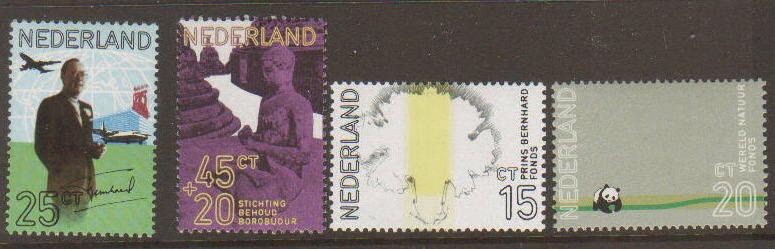 NEDERLAND
25 CT
Bernhard
NEDERLAND
+45 CT
20
STICHTING
BEHOUD
BOROBUDUR
NEDERLAND
PRINS BERNHARD
FONDS
CT
15
NEDERLAND
WERELD NATUUR
FONDS
CT
20